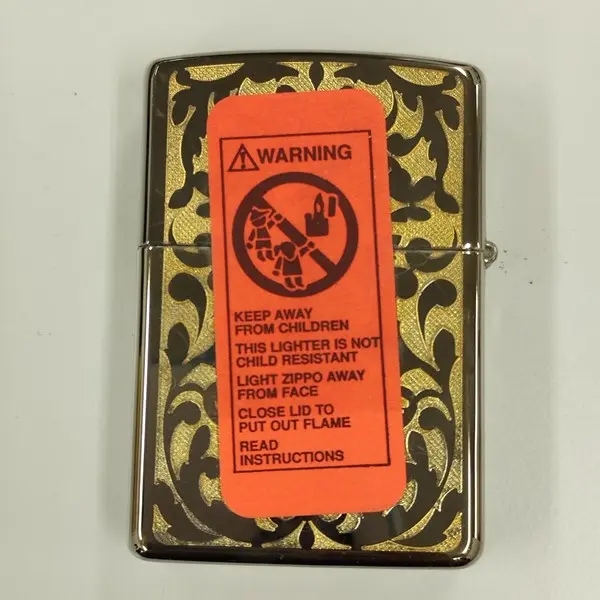 WARNING
KEEP AWAY
FROM CHILDREN
THIS LIGHTER IS NOT
CHILD RESISTANT
LIGHT ZIPPO AWAY
FROM FACE
CLOSE LID TO
PUT OUT FLAME
READ
INSTRUCTIONS